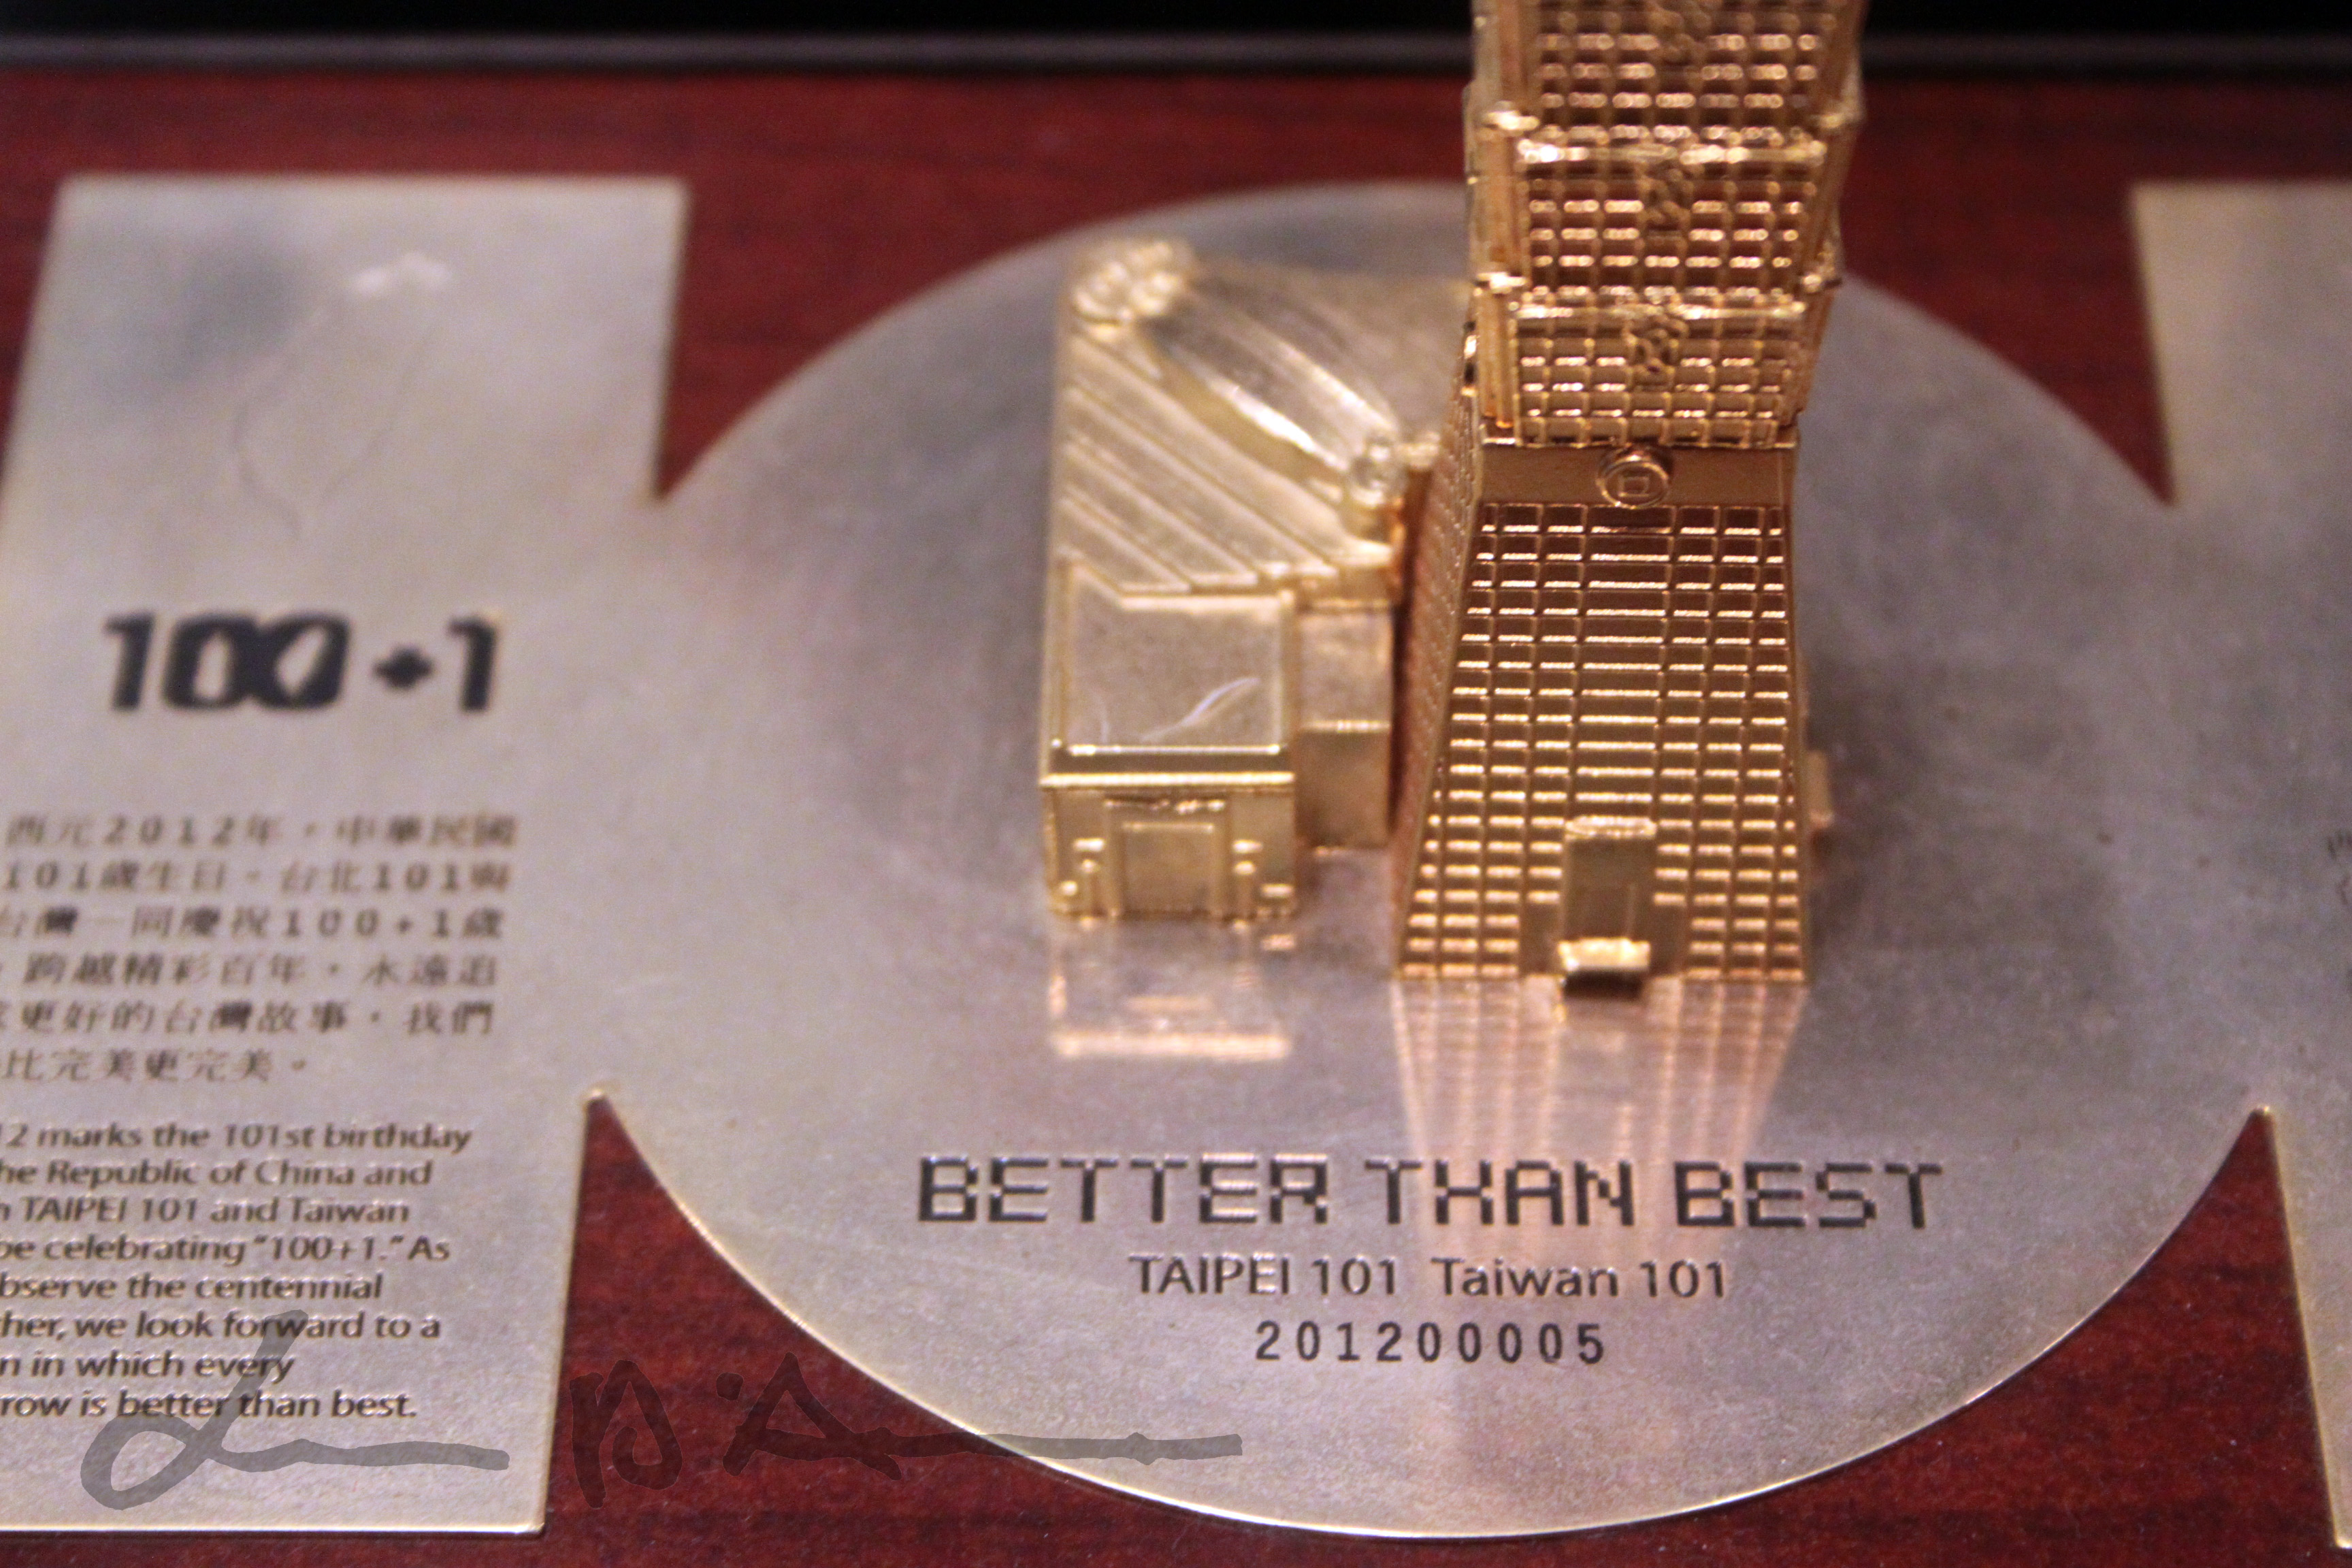 100+1
西元2012年，中華民國
101歲生日。台北101與
台灣一同慶祝100+1歲
，跨越精彩百年，永遠追
求更好的台灣故事，我們
比完美更完美。
12 marks the 101st birthday
he Republic of China and
n TAIPEI 101 and Taiwan
be celebrating "100+1." As
bserve the centennial
ther, we look forward to a
n in which every
rrow is better than best.
BETTER THAN BEST
TAIPEI 101 Taiwan 101
201200005